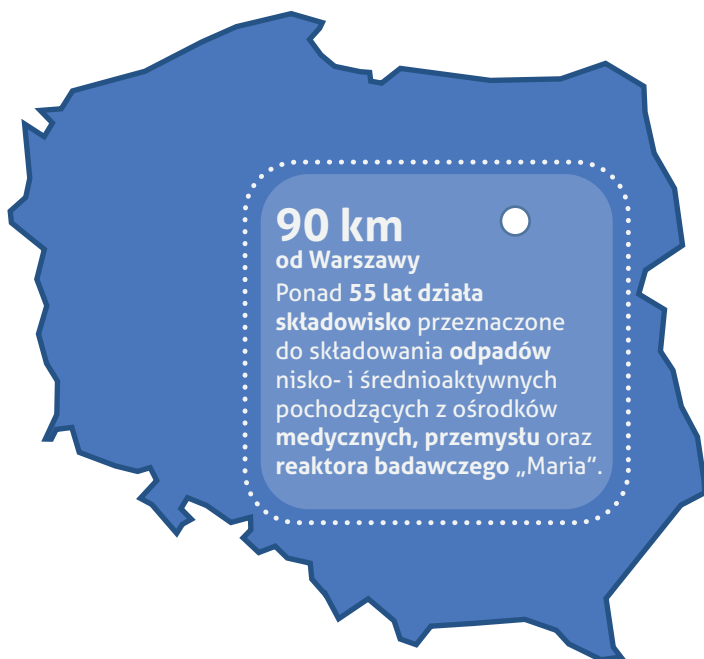 90 km
od Warszawy
Ponad 55 lat działa
składowisko przeznaczone
do składowania odpadów
nisko- i średnioaktywnych
pochodzących z ośrodków
medycznych, przemysłu oraz
reaktora badawczego „Maria”.